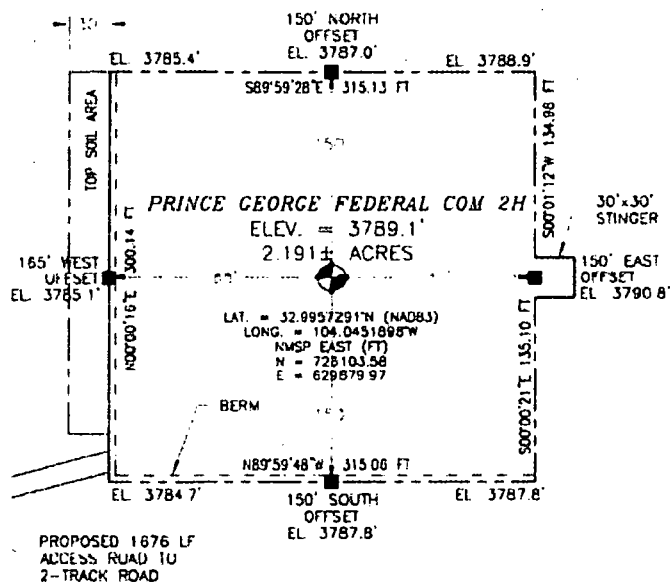 30
150' NORTH
OFFSET
EL. 3787.0'
EL. 3785.4'
EL. 3788.9'
S89°59'28"E 315.13 FT
150
TOP SOIL AREA
S00°01'12"W 134.98 FT
PRINCE GEORGE FEDERAL COM 2H
ELEV. = 3789.1'
2.191± ACRES
30'x30'
STINGER
165' WEST
OFFSET
EL. 3785.1'
N00°00'16"E 300.14 FT
150' EAST
OFFSET
EL. 3790.8'
LAT. = 32.9957291°N (NAD83)
LONG. = 104.0451898°W
NMSP EAST (FT)
N = 726103.58
E = 629879.97
S00°00'21"E 135.10 FT
BERM
150
N89°59'48"W 315.06 FT
EL. 3784.7'
EL. 3787.8'
150' SOUTH
OFFSET
EL. 3787.8'
PROPOSED 1676 LF
ACCESS ROAD TO
2-TRACK ROAD